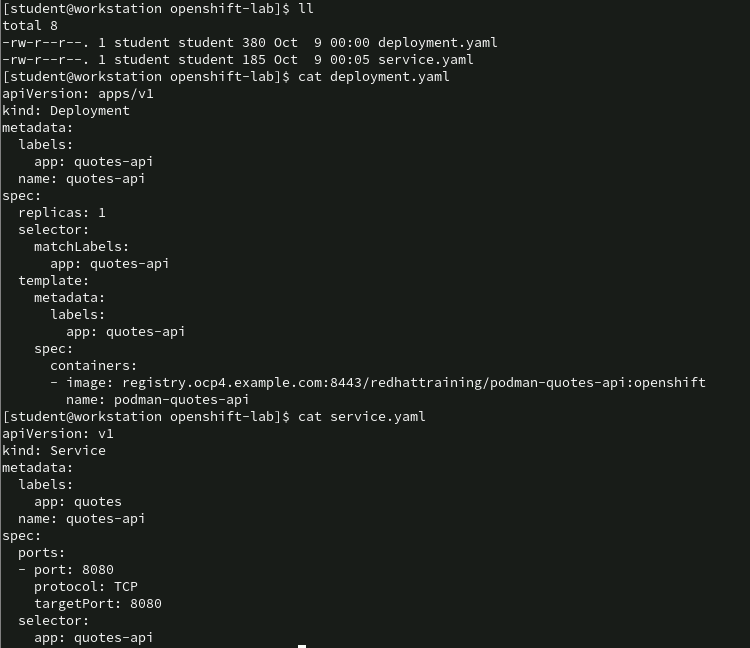 [student@workstation openshift-lab]$ ll
total 8
-rw-r--r--. 1 student student 380 Oct  9 00:00 deployment.yaml
-rw-r--r--. 1 student student 185 Oct  9 00:05 service.yaml
[student@workstation openshift-lab]$ cat deployment.yaml
apiVersion: apps/v1
kind: Deployment
metadata:
  labels:
    app: quotes-api
  name: quotes-api
spec:
  replicas: 1
  selector:
    matchLabels:
      app: quotes-api
  template:
    metadata:
      labels:
        app: quotes-api
    spec:
      containers:
      - image: registry.ocp4.example.com:8443/redhattraining/podman-quotes-api:openshift
        name: podman-quotes-api
[student@workstation openshift-lab]$ cat service.yaml
apiVersion: v1
kind: Service
metadata:
  labels:
    app: quotes
  name: quotes-api
spec:
  ports:
  - port: 8080
    protocol: TCP
    targetPort: 8080
  selector:
    app: quotes-api